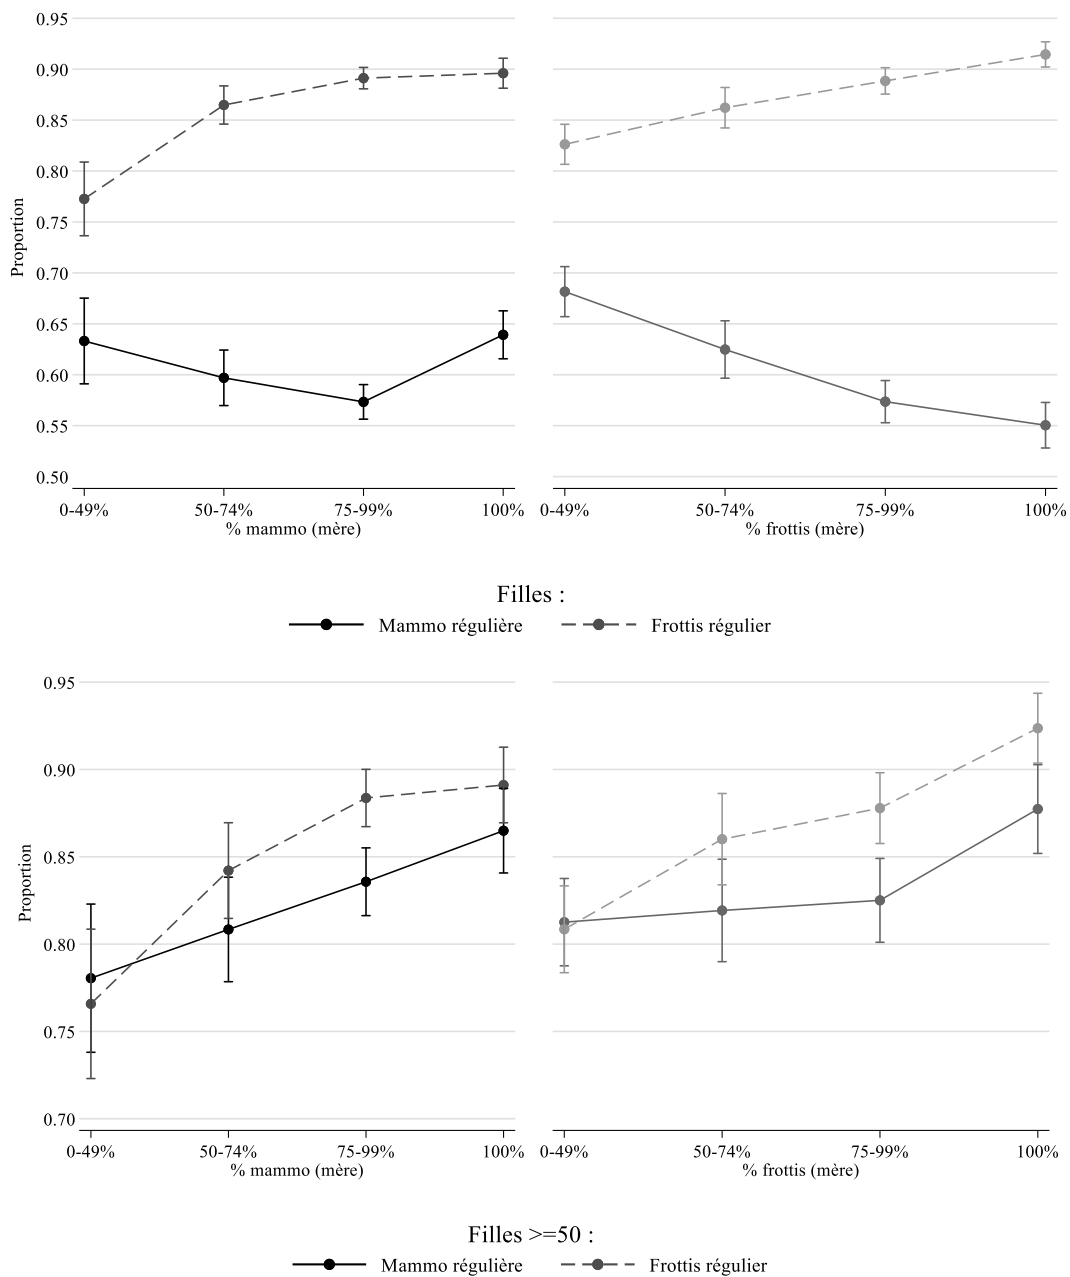 0.95
0.90
0.85
0.80
0.75
0.70
0.65
0.60
0.55
0.50
Proportion
0-49% 50-74% 75-99% 100%
% mammo (mère)
0-49% 50-74% 75-99% 100%
% frottis (mère)
Filles :
Mammo régulière Frottis régulier
0.95
0.90
0.85
0.80
0.75
0.70
Proportion
0-49% 50-74% 75-99% 100%
% mammo (mère)
0-49% 50-74% 75-99% 100%
% frottis (mère)
Filles >=50 :
Mammo régulière Frottis régulier